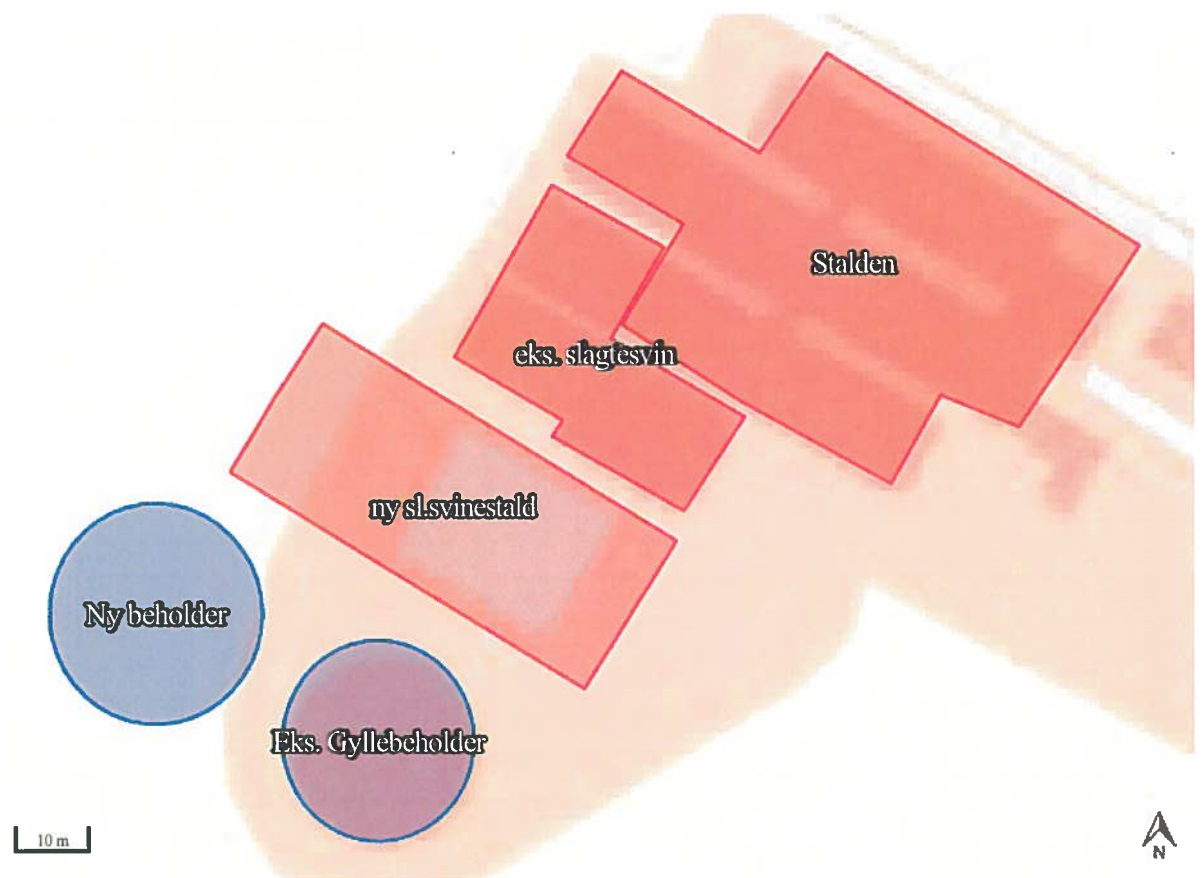 Stalden
eks. slagtesvin
ny sl.svinestald
Ny beholder
Eks. Gyllebeholder
10 m
N